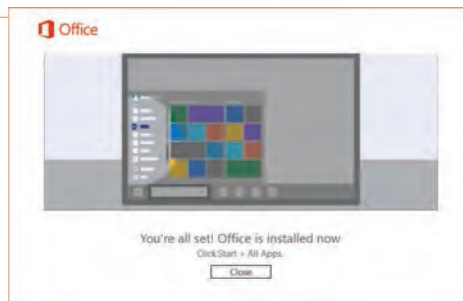 Office
You're all set! Office is installed now
Click Start > All Apps.
Close